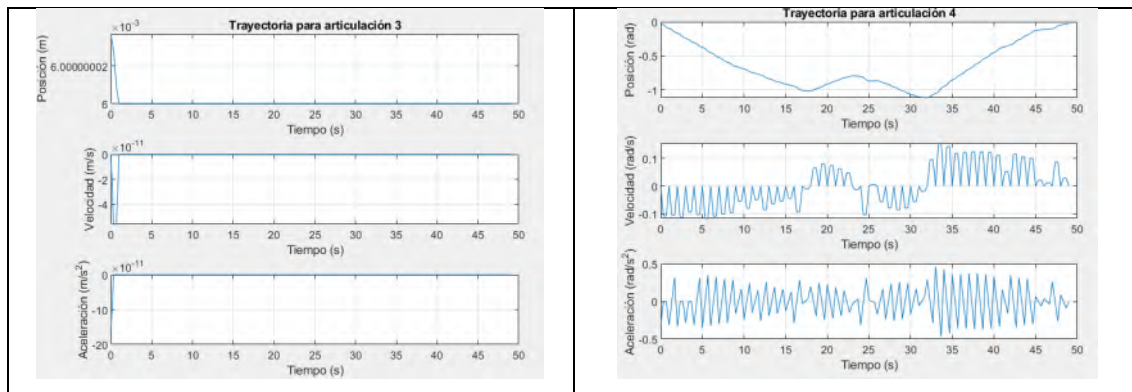 Trayectoria para articulación 3
×10⁻³
Posición (m)
6.00000002
6
0 5 10 15 20 25 30 35 40 45 50
Tiempo (s)
×10⁻¹¹
Velocidad (m/s)
0
-2
-4
0 5 10 15 20 25 30 35 40 45 50
Tiempo (s)
×10⁻¹¹
Aceleración (m/s²)
0
-10
-20
0 5 10 15 20 25 30 35 40 45 50
Tiempo (s)
Trayectoria para articulación 4
Posición (rad)
0
-0.5
-1
0 5 10 15 20 25 30 35 40 45 50
Tiempo (s)
Velocidad (rad/s)
0.1
0
-0.1
0 5 10 15 20 25 30 35 40 45 50
Tiempo (s)
Aceleración (rad/s²)
0.5
0
-0.5
0 5 10 15 20 25 30 35 40 45 50
Tiempo (s)